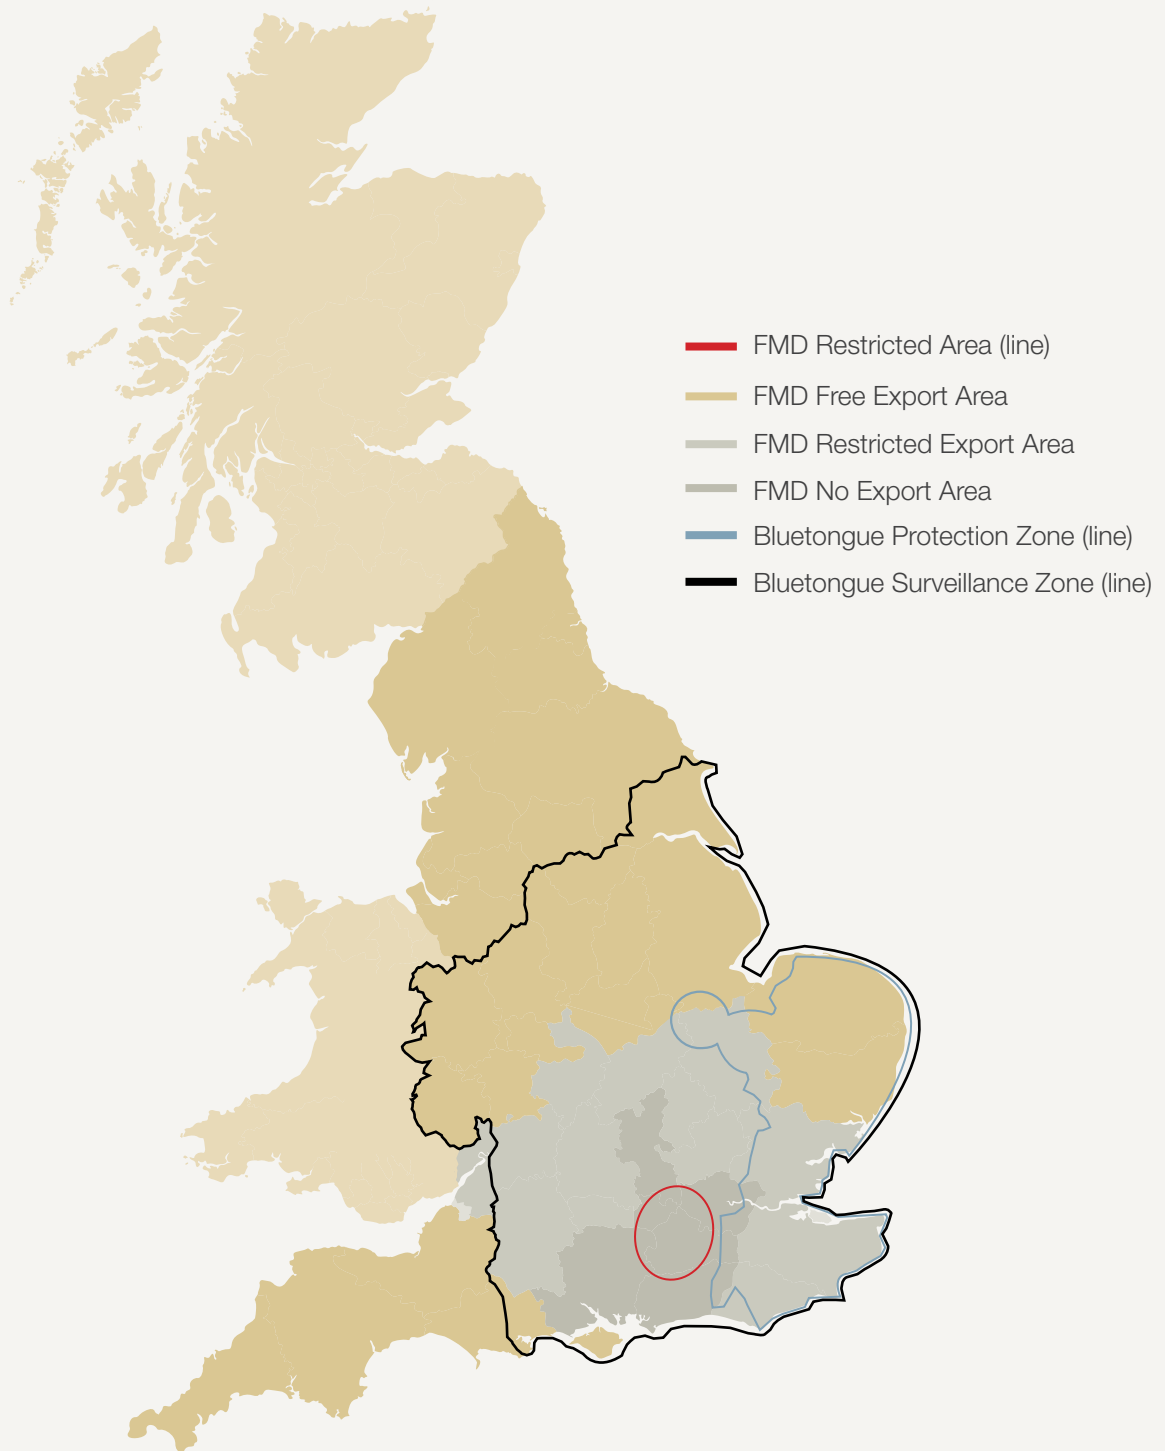 FMD Restricted Area (line)
FMD Free Export Area
FMD Restricted Export Area
FMD No Export Area
Bluetongue Protection Zone (line)
Bluetongue Surveillance Zone (line)